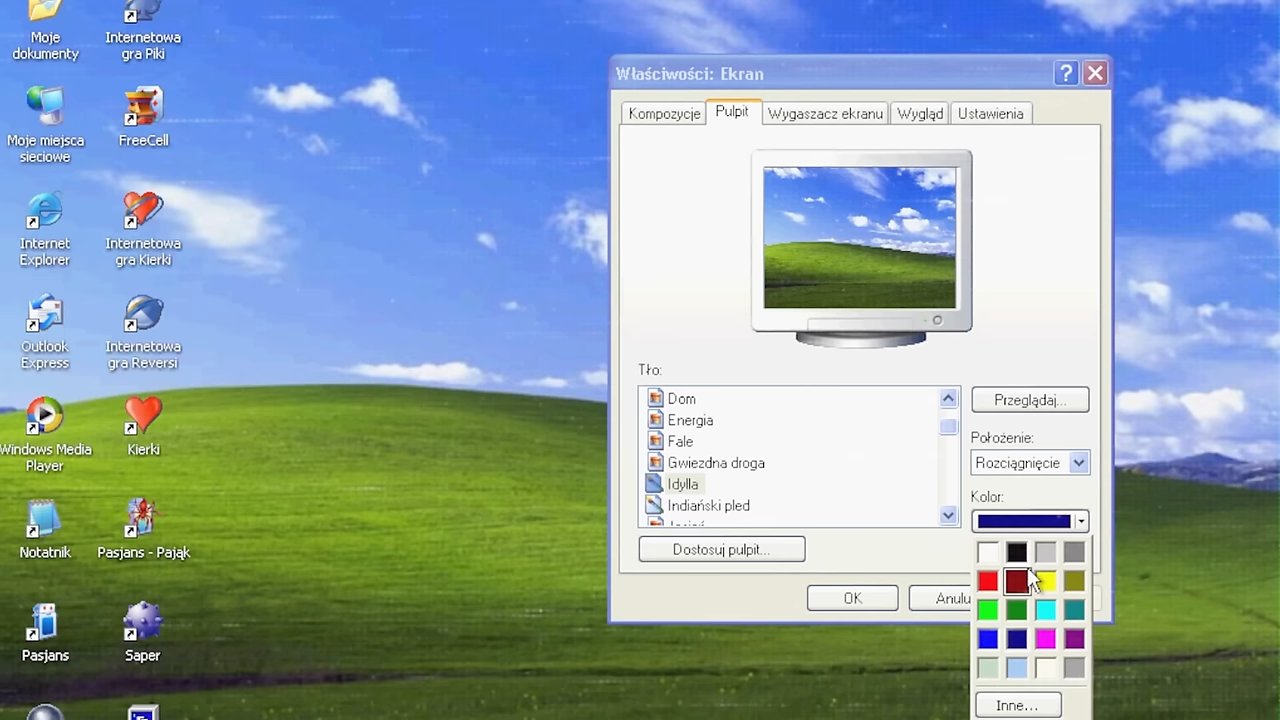 Moje
dokumenty
Internetowa
gra Piki
Moje miejsca
sieciowe
FreeCell
Internet
Explorer
Internetowa
gra Kierki
Outlook
Express
Internetowa
gra Reversi
Windows Media
Player
Kierki
Notatnik
Pasjans - Pająk
Pasjans
Saper
Właściwości: Ekran
?
Kompozycje
Pulpit
Wygaszacz ekranu
Wygląd
Ustawienia
Tło:
Dom
Energia
Fale
Gwiezdna droga
Idylla
Indiański pled
Przeglądaj...
Położenie:
Rozciągnięcie
Kolor:
Dostosuj pulpit...
OK
Anulu
Inne...